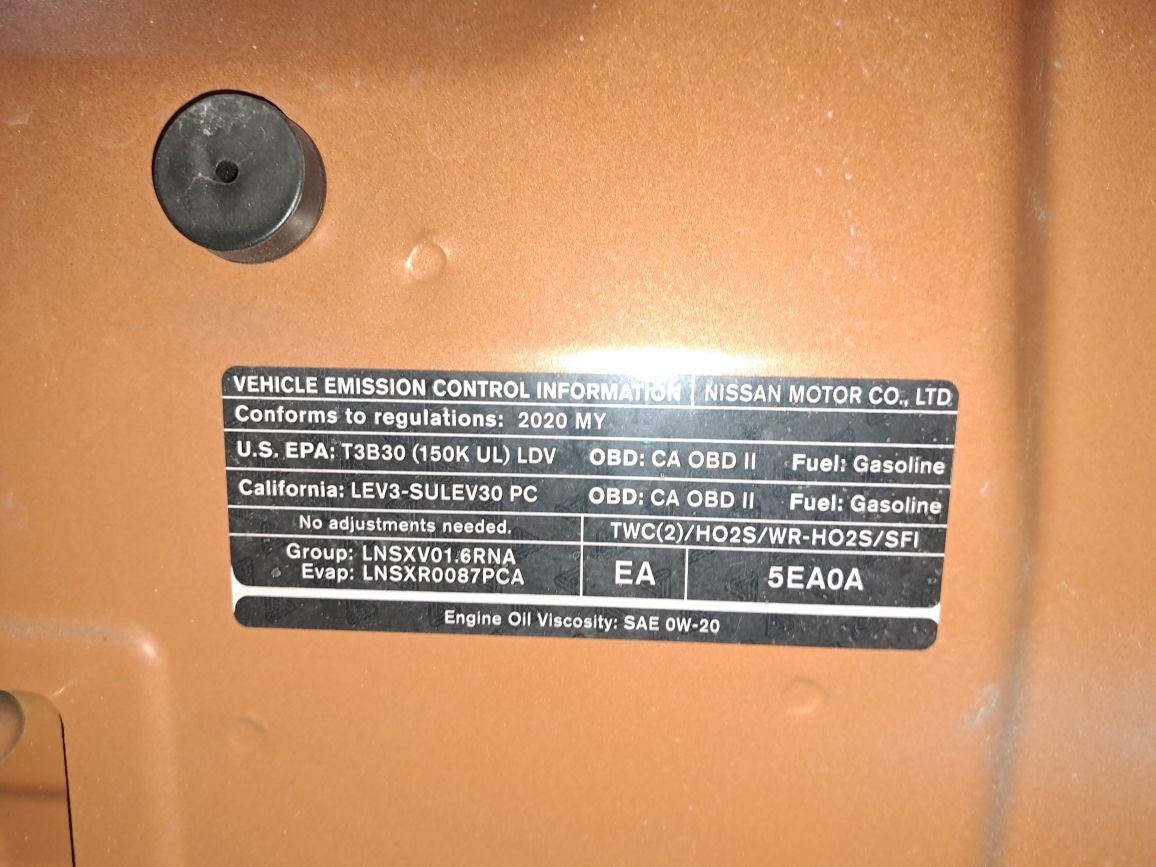 VEHICLE EMISSION CONTROL INFORMATION NISSAN MOTOR CO., LTD
Conforms to regulations: 2020 MY
U.S. EPA: T3B30 (150K UL) LDV OBD: CA OBD II Fuel: Gasoline
California: LEV3-SULEV30 PC OBD: CA OBD II Fuel: Gasoline
No adjustments needed. TWC(2)/HO2S/WR-HO2S/SFI
Group: LNSXV01.6RNA
Evap: LNSXR0087PCA
EA 5EA0A
Engine Oil Viscosity: SAE 0W-20